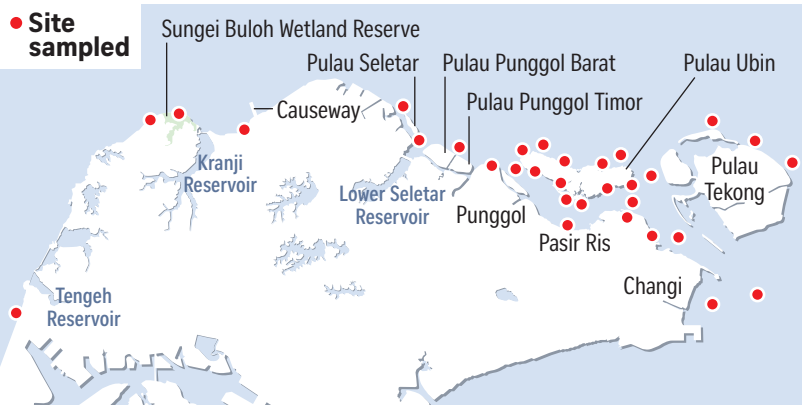 Site
sampled
Sungei Buloh Wetland Reserve
Pulau Seletar
Pulau Punggol Barat
Pulau Ubin
Causeway
Pulau Punggol Timor
Kranji
Reservoir
Pulau
Tekong
Lower Seletar
Reservoir
Punggol
Pasir Ris
Changi
Tengeh
Reservoir